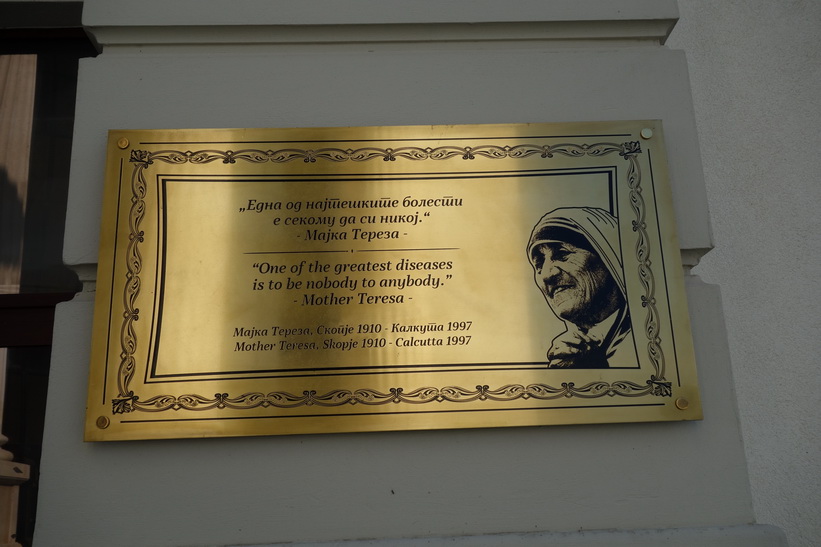 „Една од најтешките болести
е секому да си никој.“
- Мајка Тереза -
“One of the greatest diseases
is to be nobody to anybody.”
- Mother Teresa -
Мајка Тереза, Скопје 1910 - Калкута 1997
Mother Teresa, Skopje 1910 - Calcutta 1997